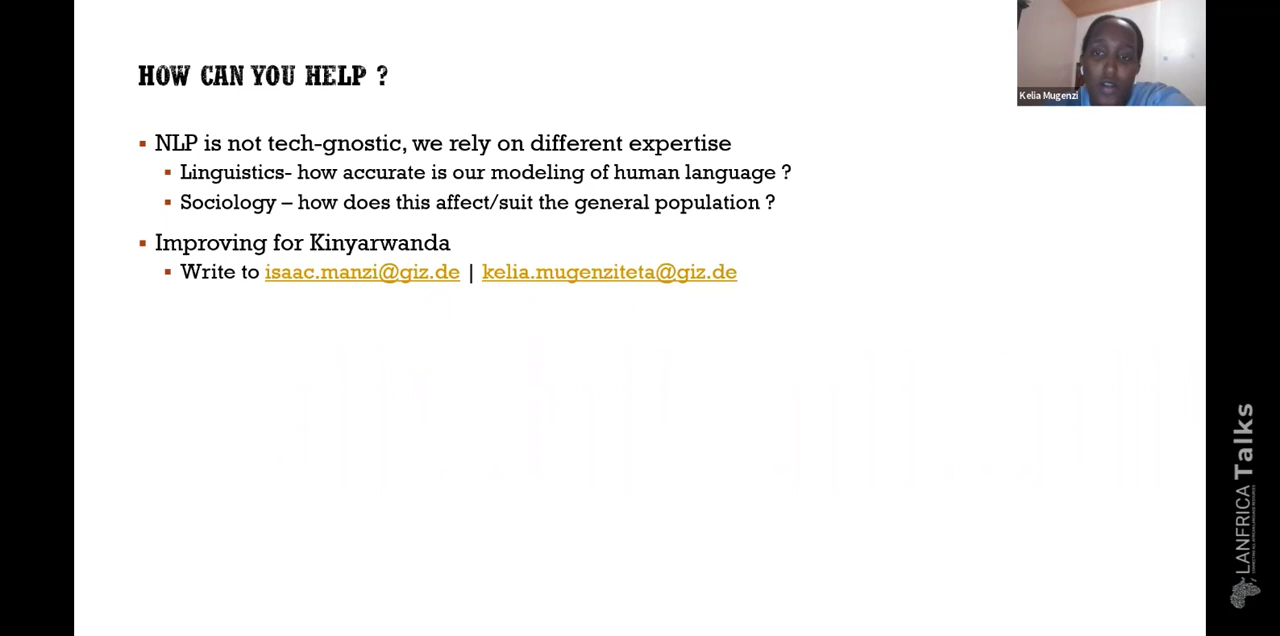 HOW CAN YOU HELP ?
NLP is not tech-gnostic, we rely on different expertise
Linguistics- how accurate is our modeling of human language ?
Sociology – how does this affect/suit the general population ?
Improving for Kinyarwanda
Write to isaac.manzi@giz.de | kelia.mugenziteta@giz.de
Kelia Mugenzi
LANFRICA Talks